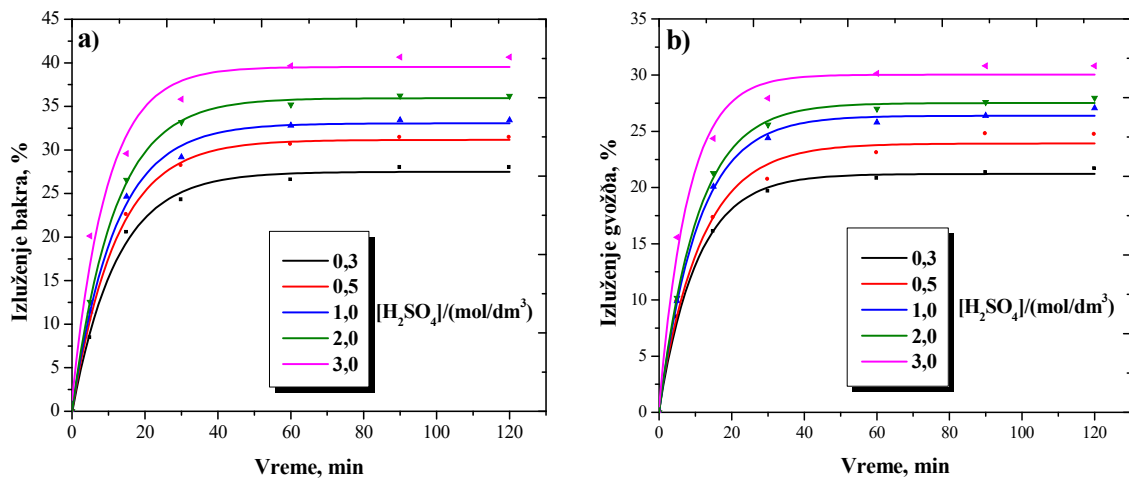 a)
Izluženje bakra, %
45
40
35
30
25
20
15
10
5
0
0 20 40 60 80 100 120
Vreme, min
0,3
0,5
1,0
2,0
3,0
[H₂SO₄]/(mol/dm³)
b)
Izluženje gvožđa, %
35
30
25
20
15
10
5
0
0 20 40 60 80 100 120
Vreme, min
0,3
0,5
1,0
2,0
3,0
[H₂SO₄]/(mol/dm³)